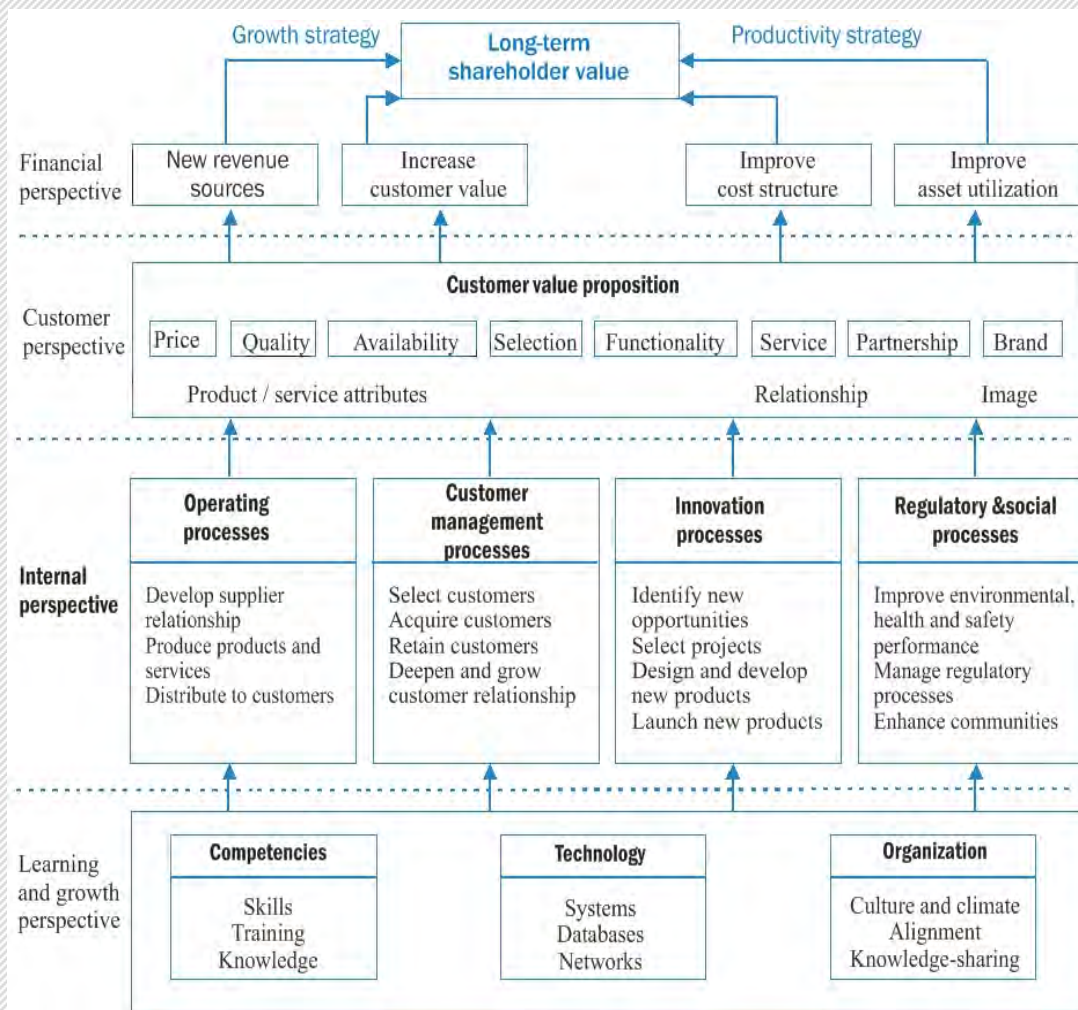 Growth strategy
Long-term
shareholder value
Productivity strategy
Financial
perspective
New revenue
sources
Increase
customer value
Improve
cost structure
Improve
asset utilization
Customer
perspective
Customer value proposition
Price
Quality
Availability
Selection
Functionality
Service
Partnership
Brand
Product / service attributes
Relationship
Image
Internal
perspective
Operating
processes
Develop supplier
relationship
Produce products and
services
Distribute to customers
Customer
management
processes
Select customers
Acquire customers
Retain customers
Deepen and grow
customer relationship
Innovation
processes
Identify new
opportunities
Select projects
Design and develop
new products
Launch new products
Regulatory &social
processes
Improve environmental,
health and safety
performance
Manage regulatory
processes
Enhance communities
Learning
and growth
perspective
Competencies
Skills
Training
Knowledge
Technology
Systems
Databases
Networks
Organization
Culture and climate
Alignment
Knowledge-sharing